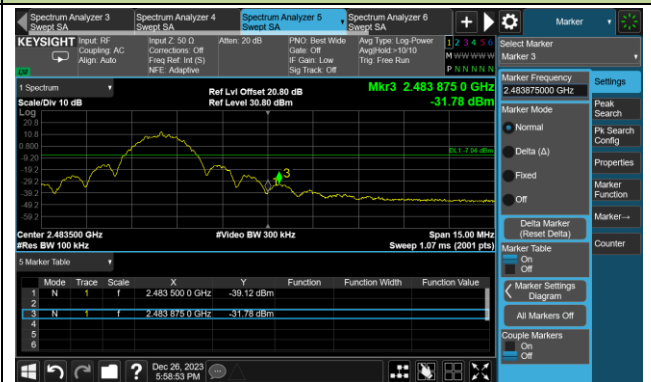 Spectrum Analyzer 3
Swept SA
Spectrum Analyzer 4
Swept SA
Spectrum Analyzer 5
Swept SA
Spectrum Analyzer 6
Swept SA
Marker
KEYSIGHT
Input: RF
Coupling: AC
Align: Auto
Input Z: 50 Ω
Corrections: Off
Freq Ref: Int (S)
NFE: Adaptive
Atten: 20 dB
PNO: Best Wide
Gate: Off
IF Gain: Low
Sig Track: Off
Avg Type: Log-Power
Avg|Hold:>10/10
Trig: Free Run
1 2 3 4 5 6
M W W W W W
P N N N N N
LXI
1 Spectrum
Scale/Div 10 dB
Ref Lvl Offset 20.80 dB
Ref Level 30.80 dBm
Mkr3 2.483 875 0 GHz
-31.78 dBm
Log
20.8
10.8
0.800
-9.20
-19.2
-29.2
-39.2
-49.2
-59.2
DL1 -7.04 dBm
3
Center 2.483500 GHz
#Res BW 100 kHz
#Video BW 300 kHz
Span 15.00 MHz
Sweep 1.07 ms (2001 pts)
5 Marker Table
Mode Trace Scale X Y Function Function Width Function Value
1 N 1 f 2.483 500 0 GHz -39.12 dBm
2
3 N 1 f 2.483 875 0 GHz -31.78 dBm
4
5
6
Select Marker
Marker 3
Marker Frequency
2.483875000 GHz
Marker Mode
Normal
Delta (Δ)
Fixed
Off
Delta Marker
(Reset Delta)
Marker Table
On
Off
Marker Settings
Diagram
All Markers Off
Couple Markers
On
Off
Settings
Peak
Search
Pk Search
Config
Properties
Marker
Function
Marker→
Counter
?
Dec 26, 2023
5:58:53 PM